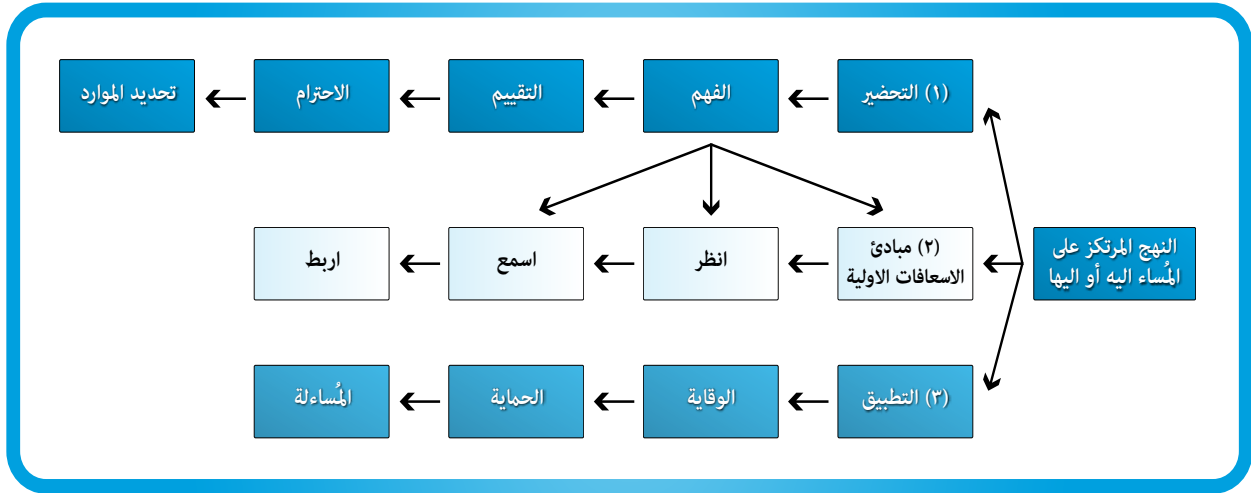 (١) التحضير
الفهم
التقييم
الاحترام
تحديد الموارد
النهج المرتكز على
المُساء اليه أو اليها
(٢) مبادئ
الاسعافات الاولية
انظر
اسمع
اربط
(٣) التطبيق
الوقاية
الحماية
المُساءلة